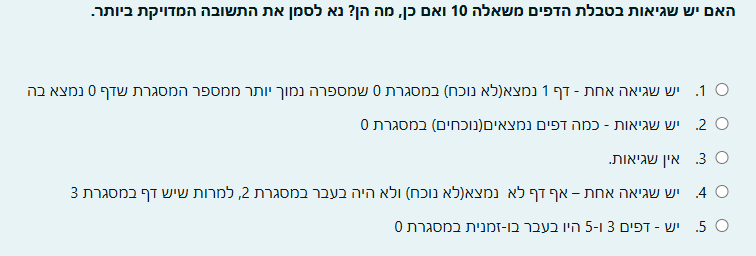 האם יש שגיאות בטבלת הדפים משאלה 10 ואם כן, מה הן? נא לסמן את התשובה המדויקת ביותר.
1. יש שגיאה אחת - דף 1 נמצא(לא נוכח) במסגרת 0 שמספרה נמוך יותר ממספר המסגרת שדף 0 נמצא בה
2. יש שגיאות - כמה דפים נמצאים(נוכחים) במסגרת 0
3. אין שגיאות.
4. יש שגיאה אחת – אף דף לא נמצא(לא נוכח) ולא היה בעבר במסגרת 2, למרות שיש דף במסגרת 3
5. יש - דפים 3 ו-5 היו בעבר בו-זמנית במסגרת 0